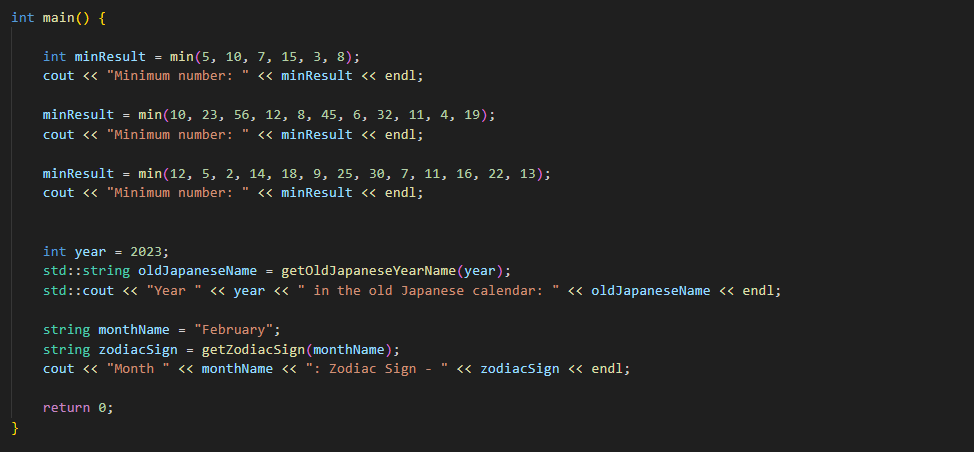 int main() {
int minResult = min(5, 10, 7, 15, 3, 8);
cout << "Minimum number: " << minResult << endl;
minResult = min(10, 23, 56, 12, 8, 45, 6, 32, 11, 4, 19);
cout << "Minimum number: " << minResult << endl;
minResult = min(12, 5, 2, 14, 18, 9, 25, 30, 7, 11, 16, 22, 13);
cout << "Minimum number: " << minResult << endl;
int year = 2023;
std::string oldJapaneseName = getOldJapaneseYearName(year);
std::cout << "Year " << year << " in the old Japanese calendar: " << oldJapaneseName << endl;
string monthName = "February";
string zodiacSign = getZodiacSign(monthName);
cout << "Month " << monthName << ": Zodiac Sign - " << zodiacSign << endl;
return 0;
}